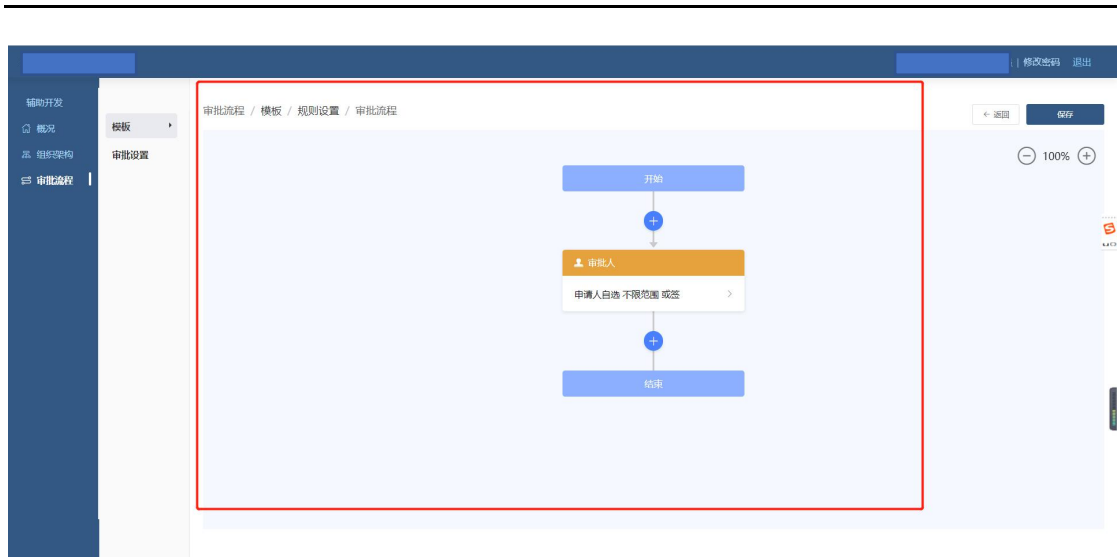 修改密码 退出
辅助开发
概况
组织架构
审批流程
模板
审批设置
审批流程 / 模板 / 规则设置 / 审批流程
← 返回
保存
100%
开始
审批人
申请人自选 不限范围 或签
结束